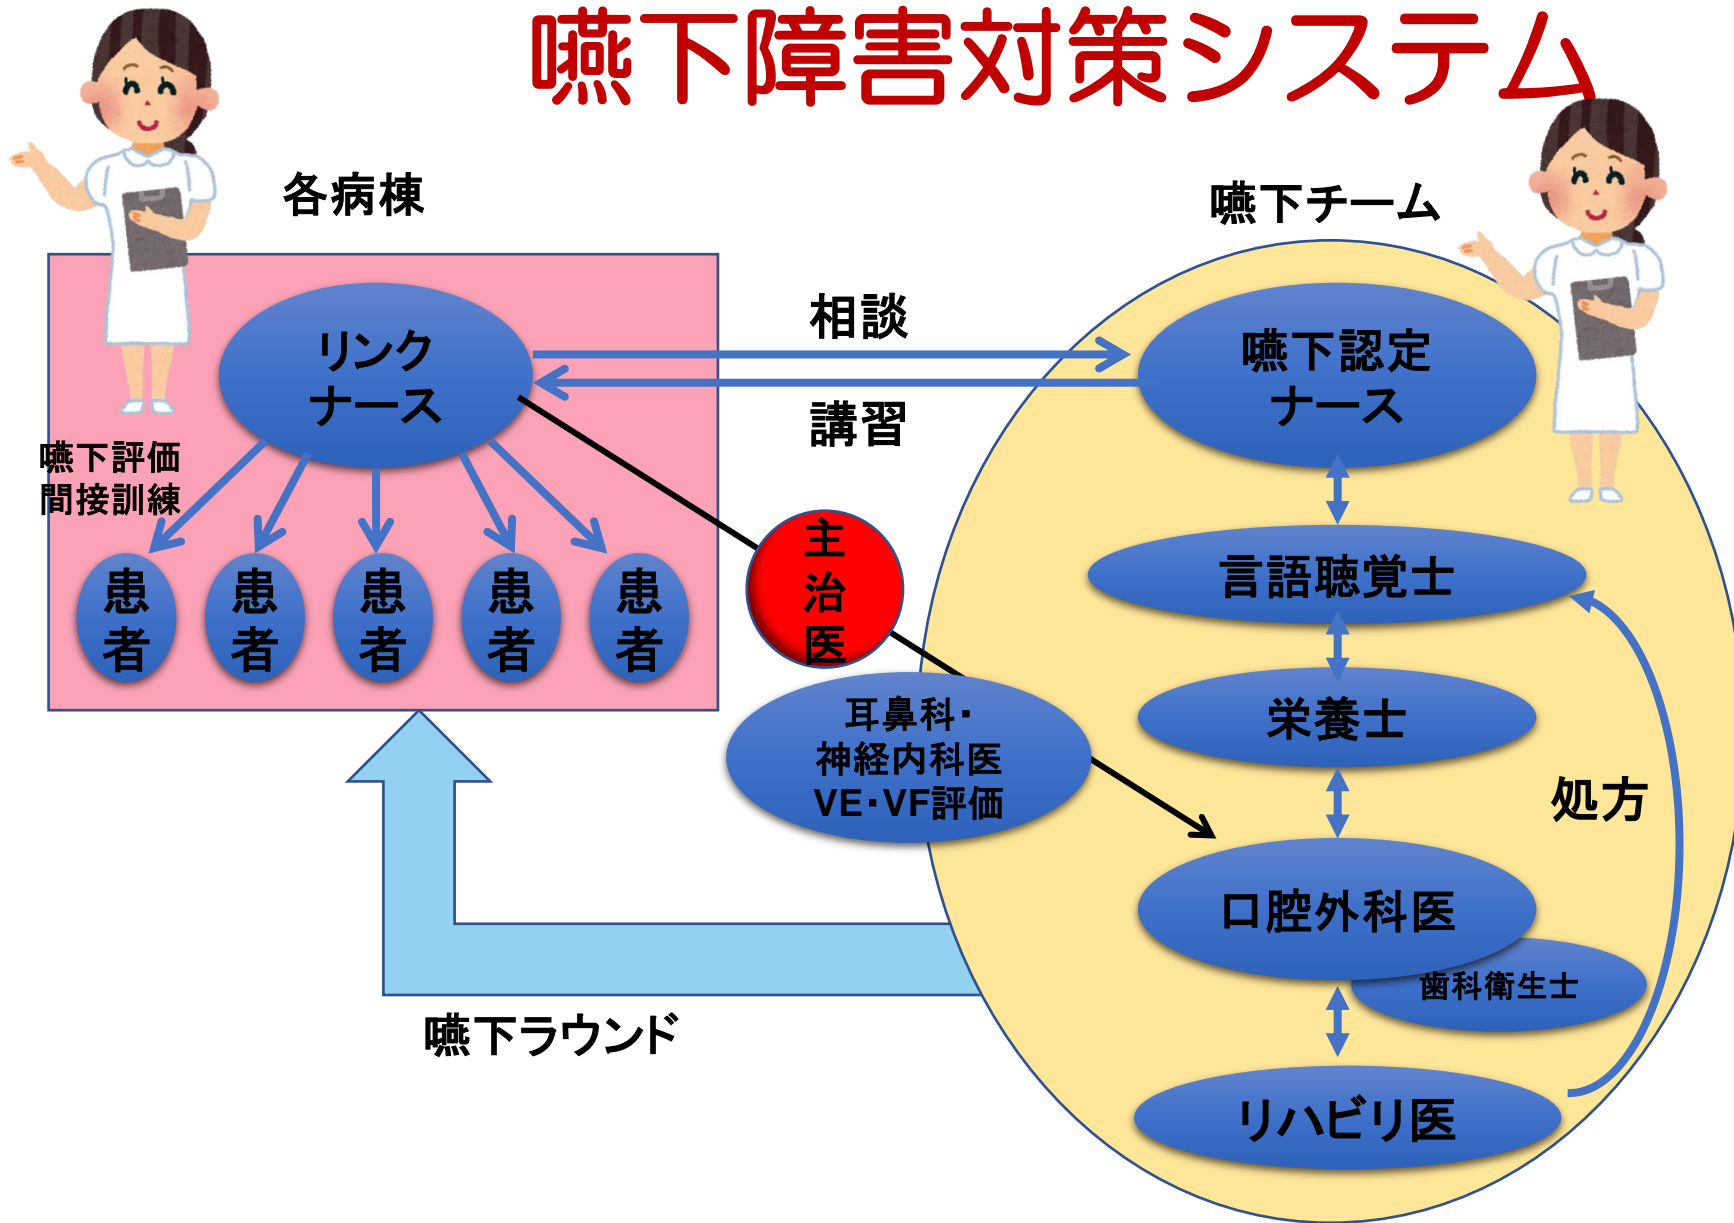 嚥下障害対策システム
各病棟
嚥下チーム
リンク
ナース
相談
講習
嚥下認定
ナース
嚥下評価
間接訓練
患
者
患
者
患
者
患
者
患
者
主
治
医
耳鼻科・
神経内科医
VE・VF評価
言語聴覚士
栄養士
処方
口腔外科医
歯科衛生士
リハビリ医
嚥下ラウンド